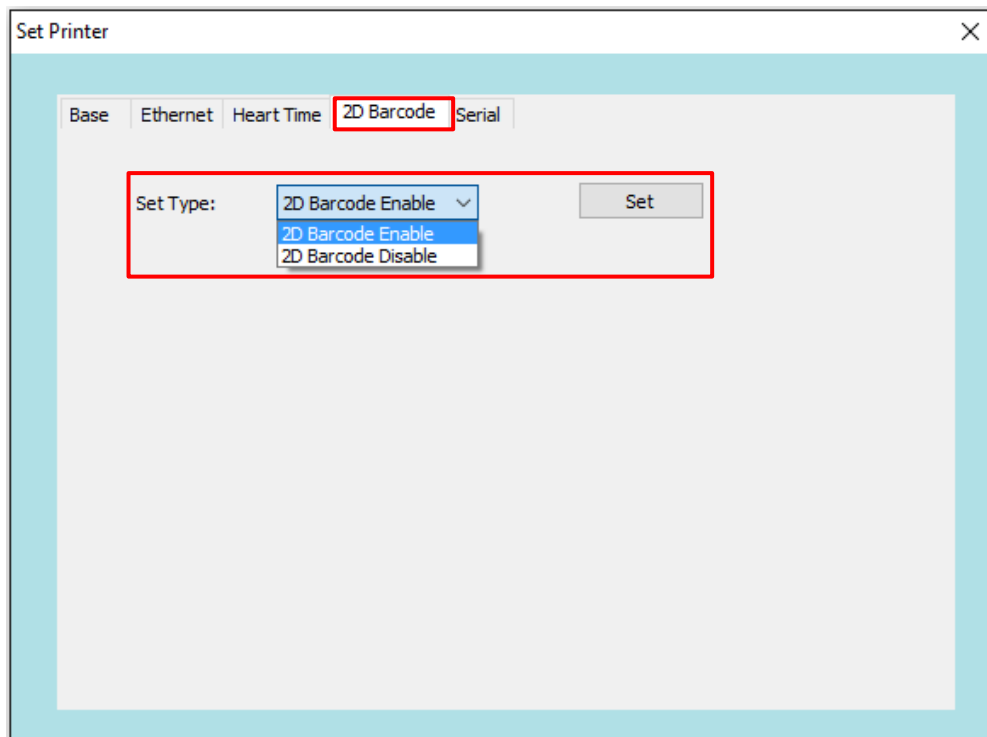 Set Printer
Base Ethernet Heart Time 2D Barcode Serial
Set Type: 2D Barcode Enable Set
2D Barcode Enable
2D Barcode Disable